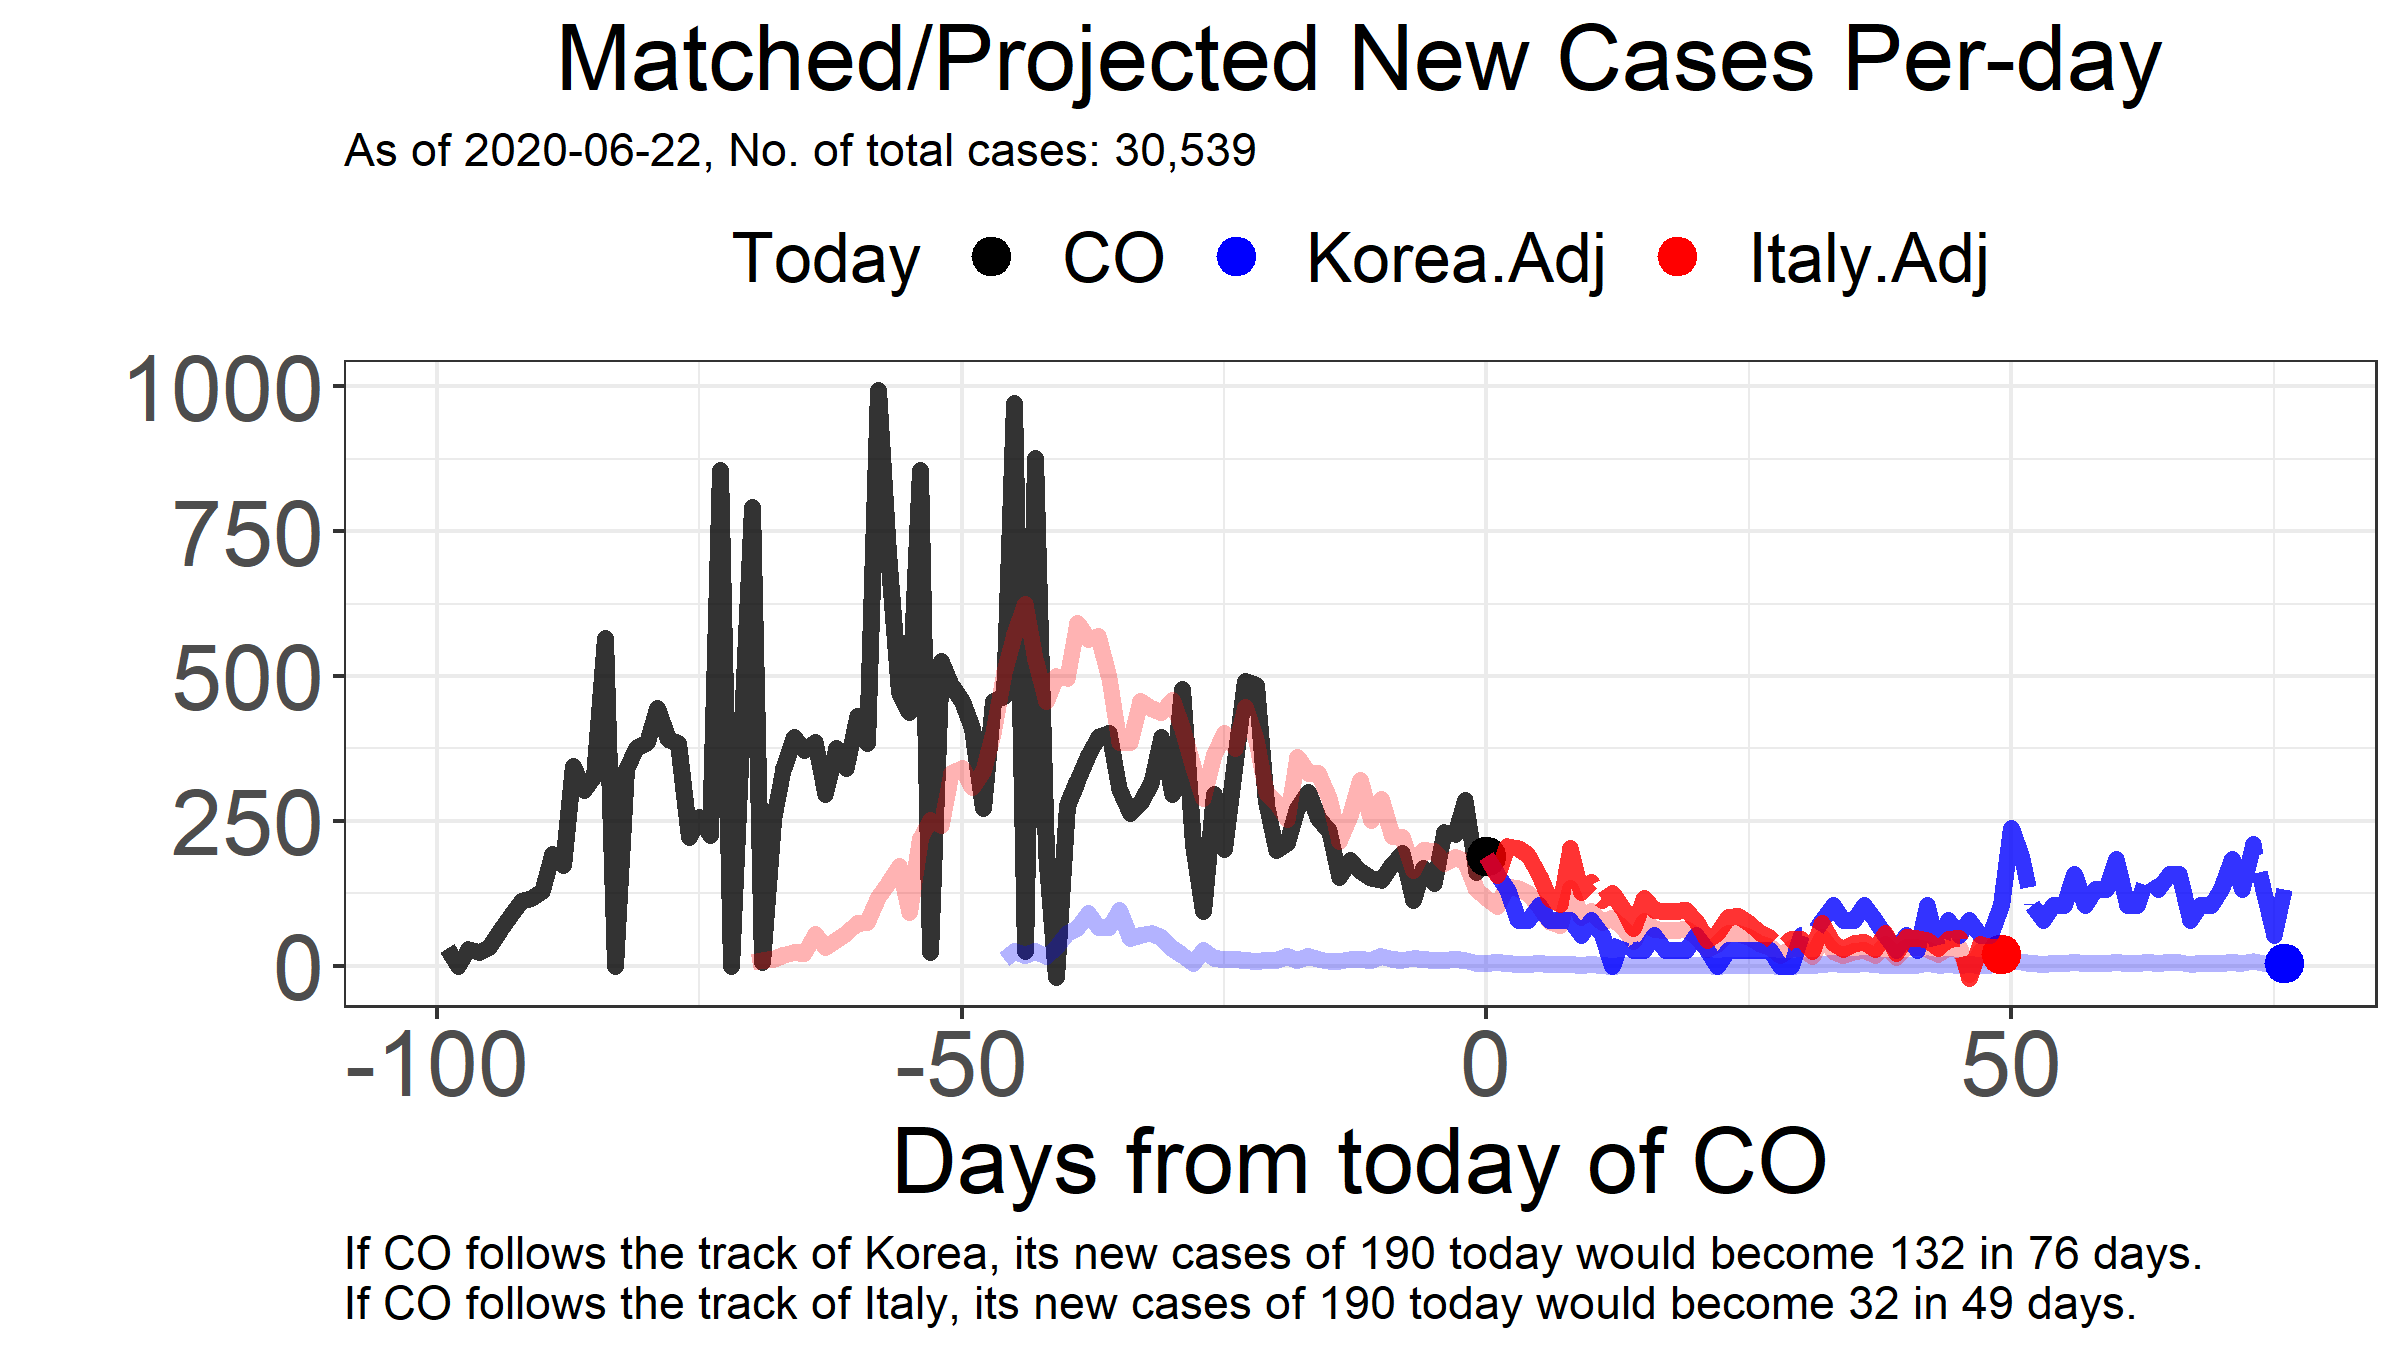 Matched/Projected New Cases Per-day
As of 2020-06-22, No. of total cases: 30,539
Today CO Korea.Adj Italy.Adj
1000
750
500
250
0
-100 -50 0 50
Days from today of CO
If CO follows the track of Korea, its new cases of 190 today would become 132 in 76 days.
If CO follows the track of Italy, its new cases of 190 today would become 32 in 49 days.